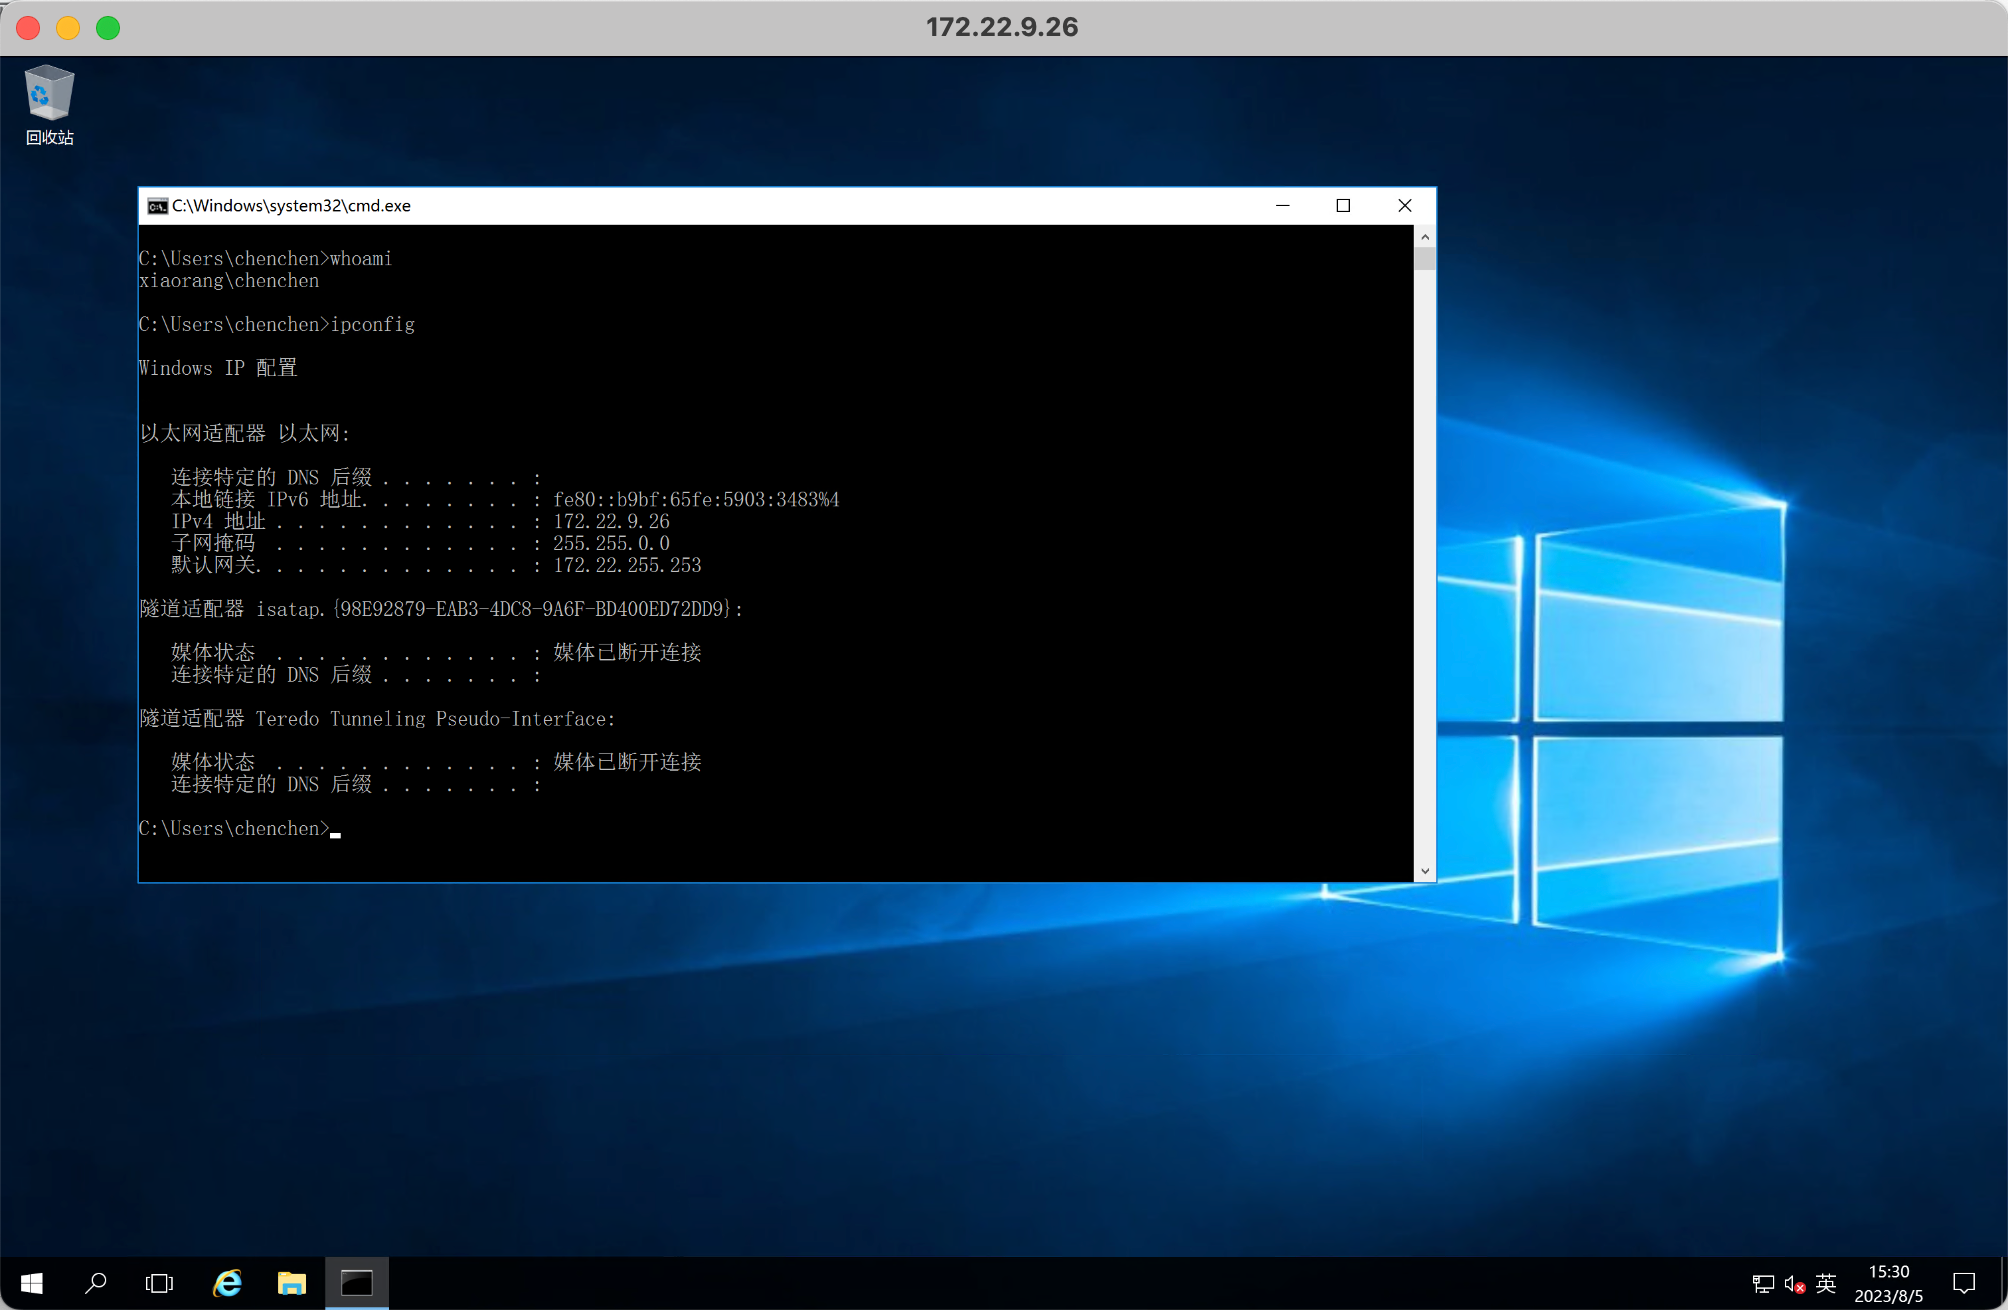 172.22.9.26
回收站
C:\Windows\system32\cmd.exe
C:\Users\chenchen>whoami
xiaorang\chenchen
C:\Users\chenchen>ipconfig
Windows IP 配置
以太网适配器 以太网:
连接特定的 DNS 后缀 . . . . . . . :
本地链接 IPv6 地址. . . . . . . . : fe80::b9bf:65fe:5903:3483%4
IPv4 地址 . . . . . . . . . . . . : 172.22.9.26
子网掩码  . . . . . . . . . . . . : 255.255.0.0
默认网关. . . . . . . . . . . . . : 172.22.255.253
隧道适配器 isatap.{98E92879-EAB3-4DC8-9A6F-BD400ED72DD9}:
媒体状态  . . . . . . . . . . . . : 媒体已断开连接
连接特定的 DNS 后缀 . . . . . . . :
隧道适配器 Teredo Tunneling Pseudo-Interface:
媒体状态  . . . . . . . . . . . . : 媒体已断开连接
连接特定的 DNS 后缀 . . . . . . . :
C:\Users\chenchen>
英
15:30
2023/8/5